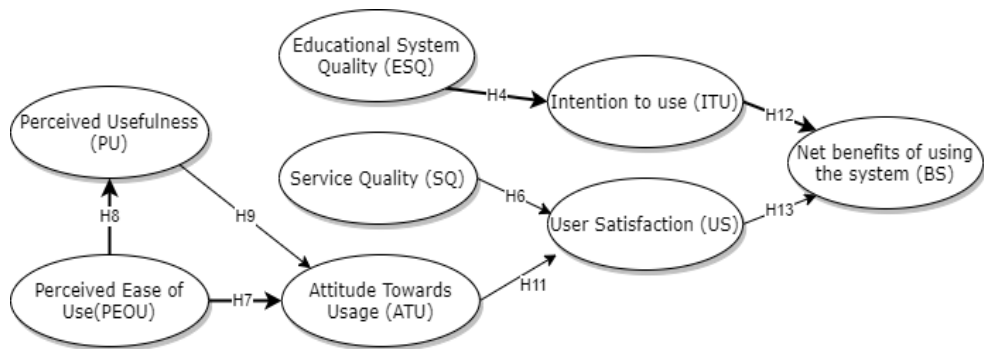 Educational System
Quality (ESQ)
H4
Intention to use (ITU)
H12
Perceived Usefulness
(PU)
Service Quality (SQ)
H6
Net benefits of using
the system (BS)
H8
H9
User Satisfaction (US)
H13
Perceived Ease of
Use(PEOU)
H7
Attitude Towards
Usage (ATU)
H11